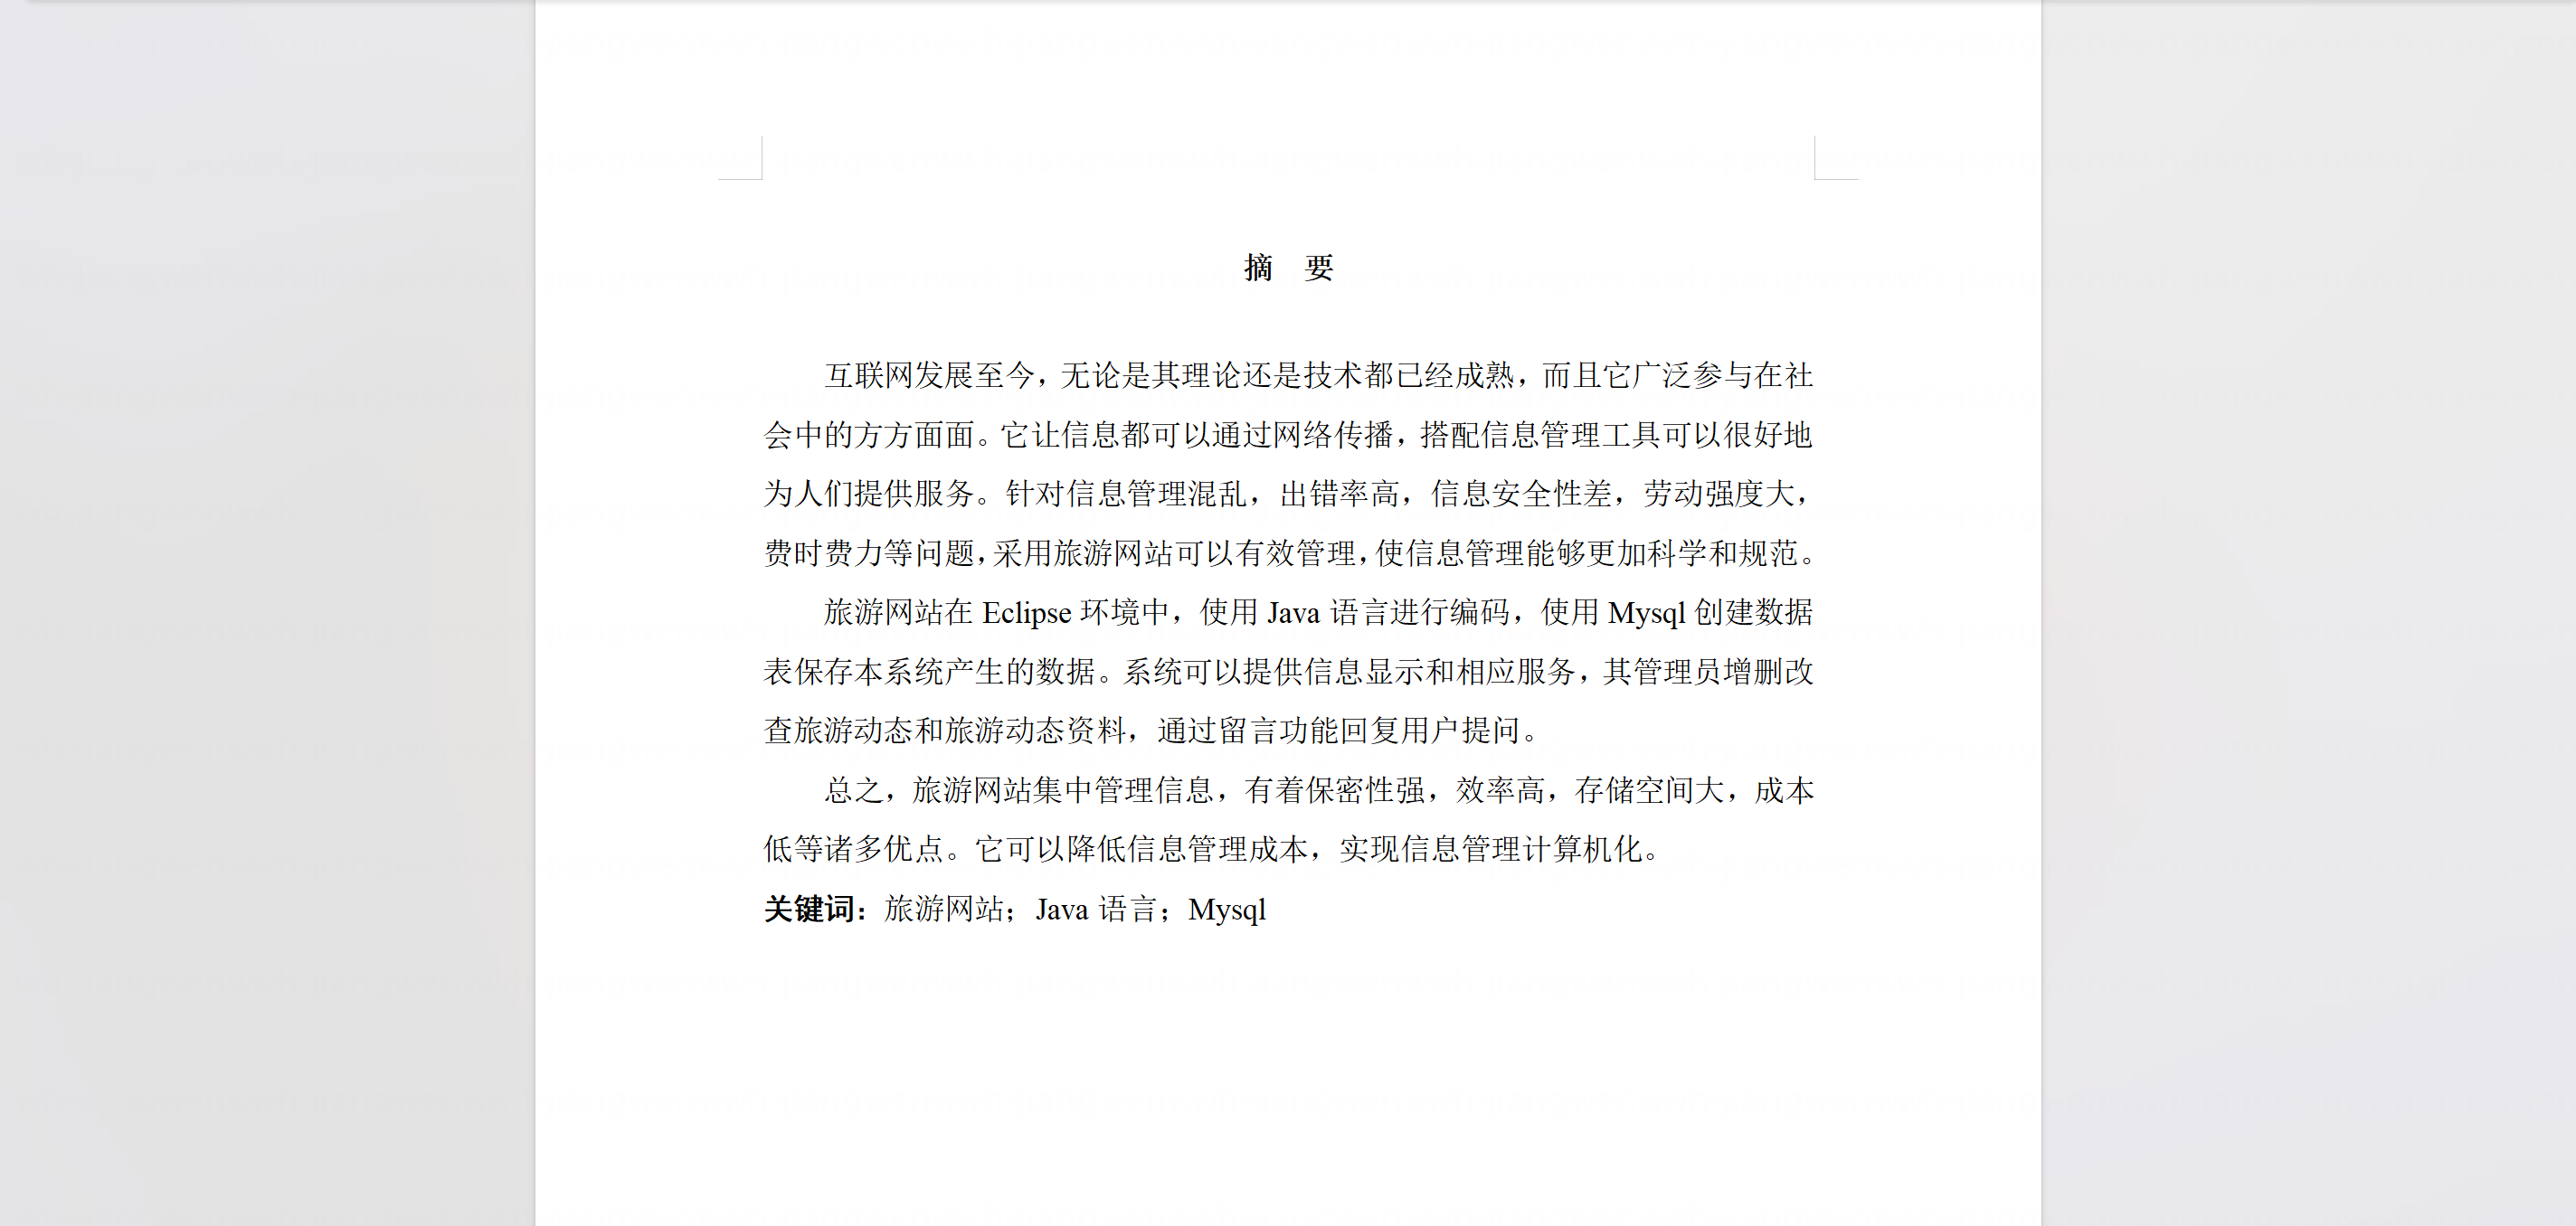 摘　要
互联网发展至今，无论是其理论还是技术都已经成熟，而且它广泛参与在社
会中的方方面面。它让信息都可以通过网络传播，搭配信息管理工具可以很好地
为人们提供服务。针对信息管理混乱，出错率高，信息安全性差，劳动强度大，
费时费力等问题，采用旅游网站可以有效管理，使信息管理能够更加科学和规范。
旅游网站在 Eclipse 环境中，使用 Java 语言进行编码，使用 Mysql 创建数据
表保存本系统产生的数据。系统可以提供信息显示和相应服务，其管理员增删改
查旅游动态和旅游动态资料，通过留言功能回复用户提问。
总之，旅游网站集中管理信息，有着保密性强，效率高，存储空间大，成本
低等诸多优点。它可以降低信息管理成本，实现信息管理计算机化。
关键词：旅游网站；Java 语言；Mysql